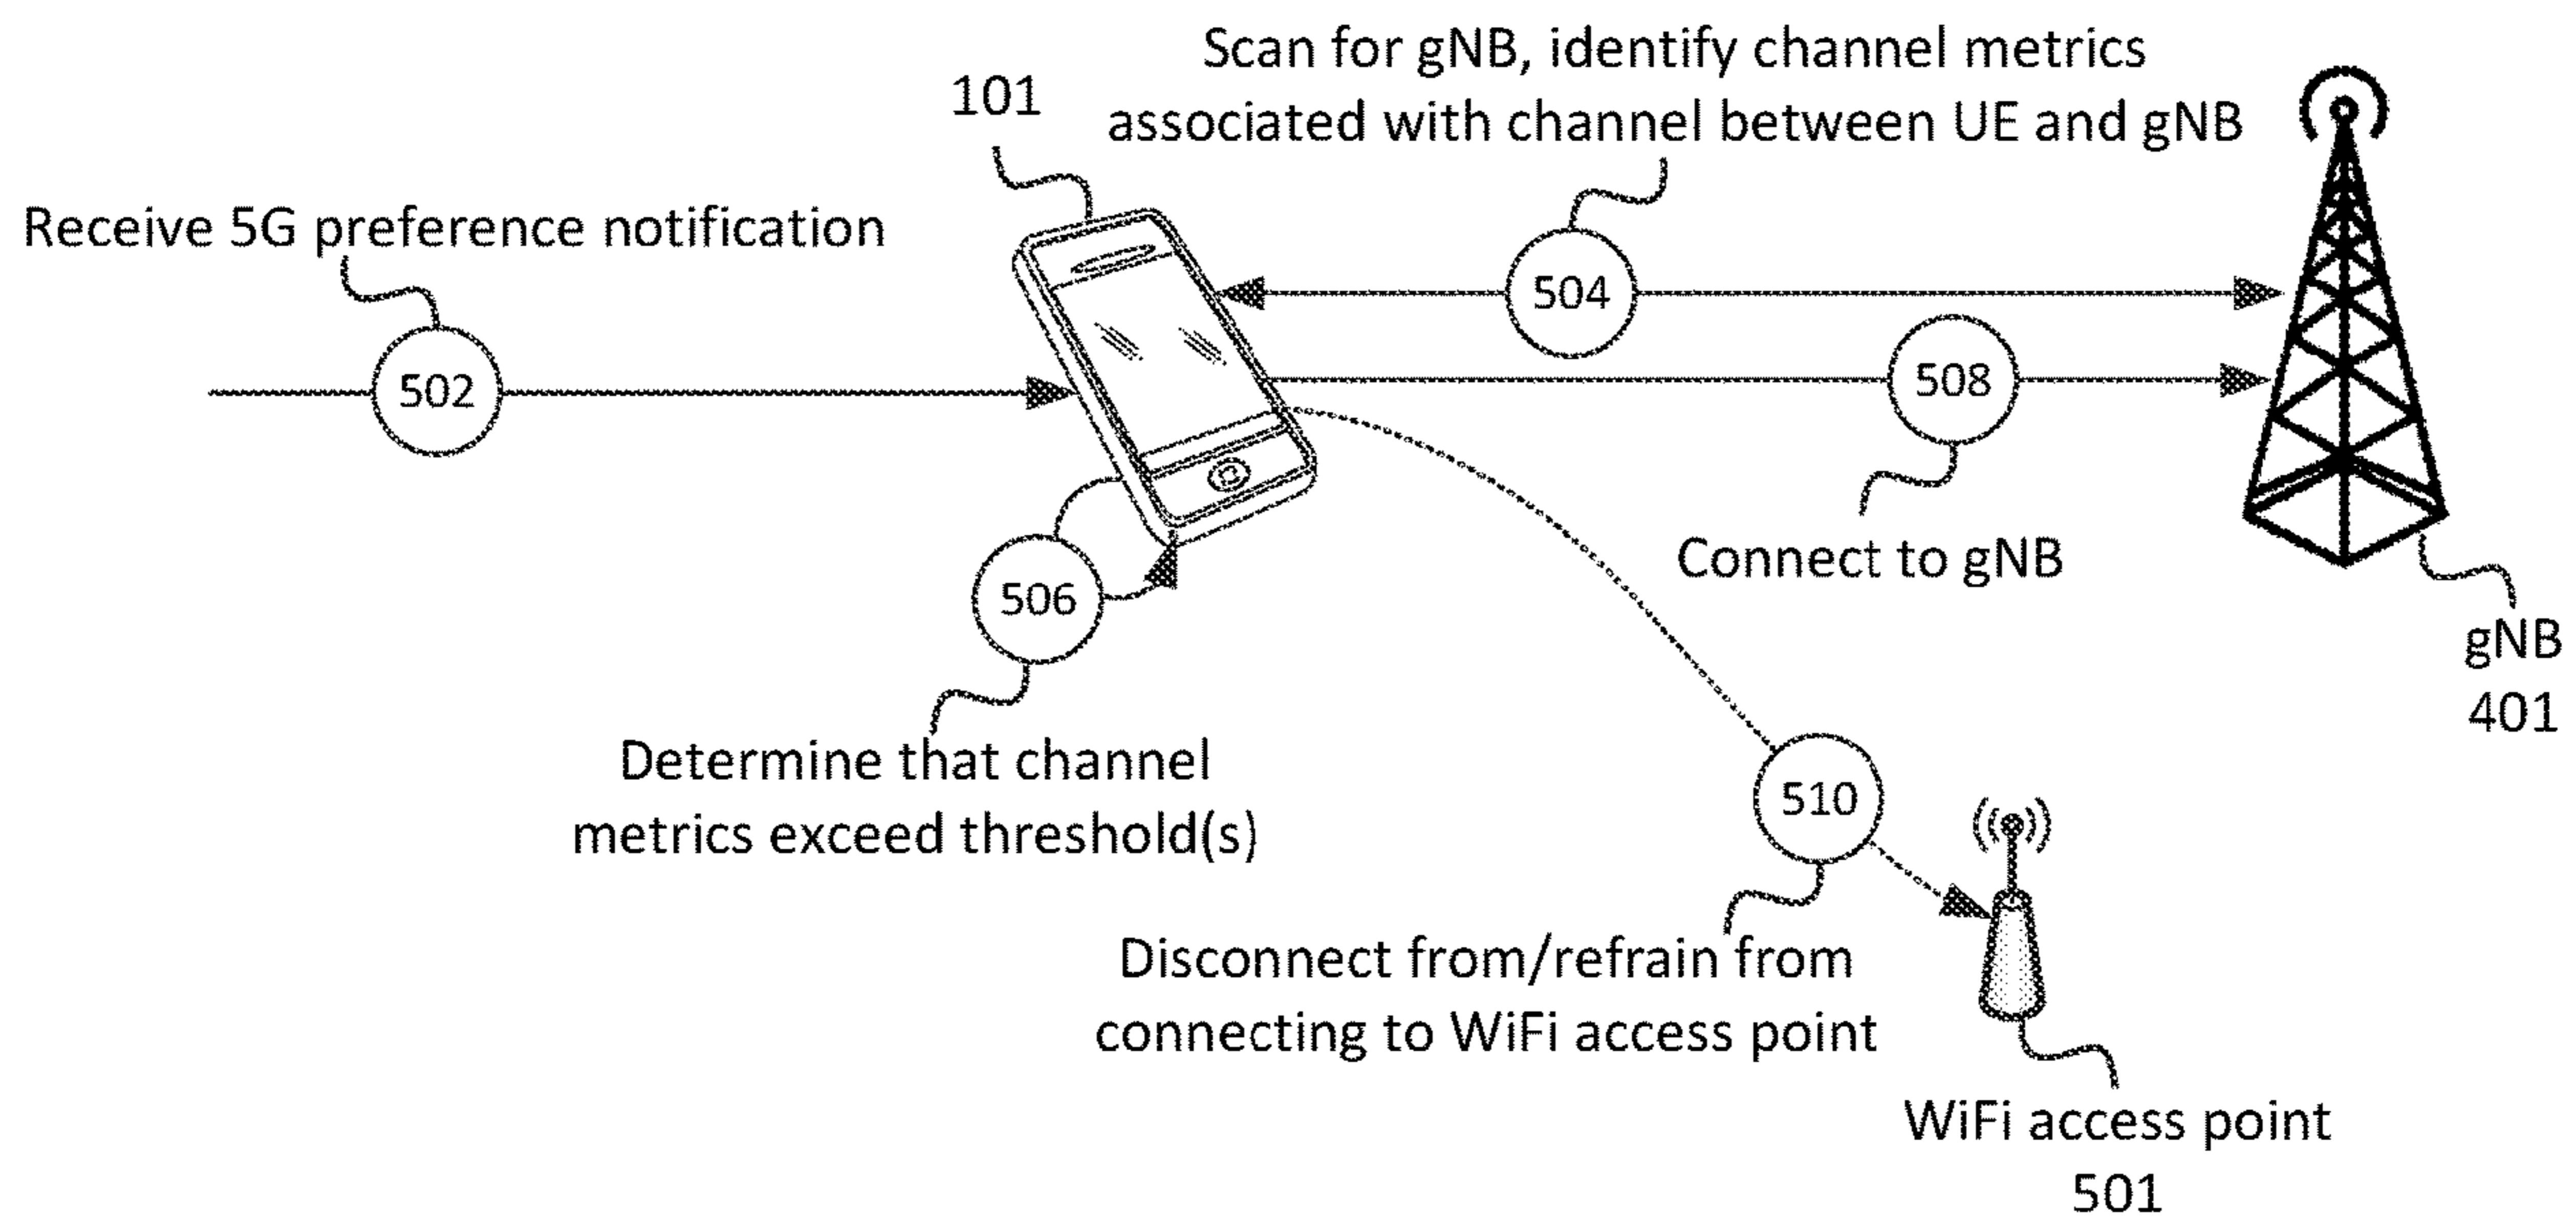 Scan for gNB, identify channel metrics
associated with channel between UE and gNB
101
Receive 5G preference notification
504
508
502
Connect to gNB
506
gNB
401
Determine that channel
metrics exceed threshold(s)
510
Disconnect from/refrain from
connecting to WiFi access point
WiFi access point
501